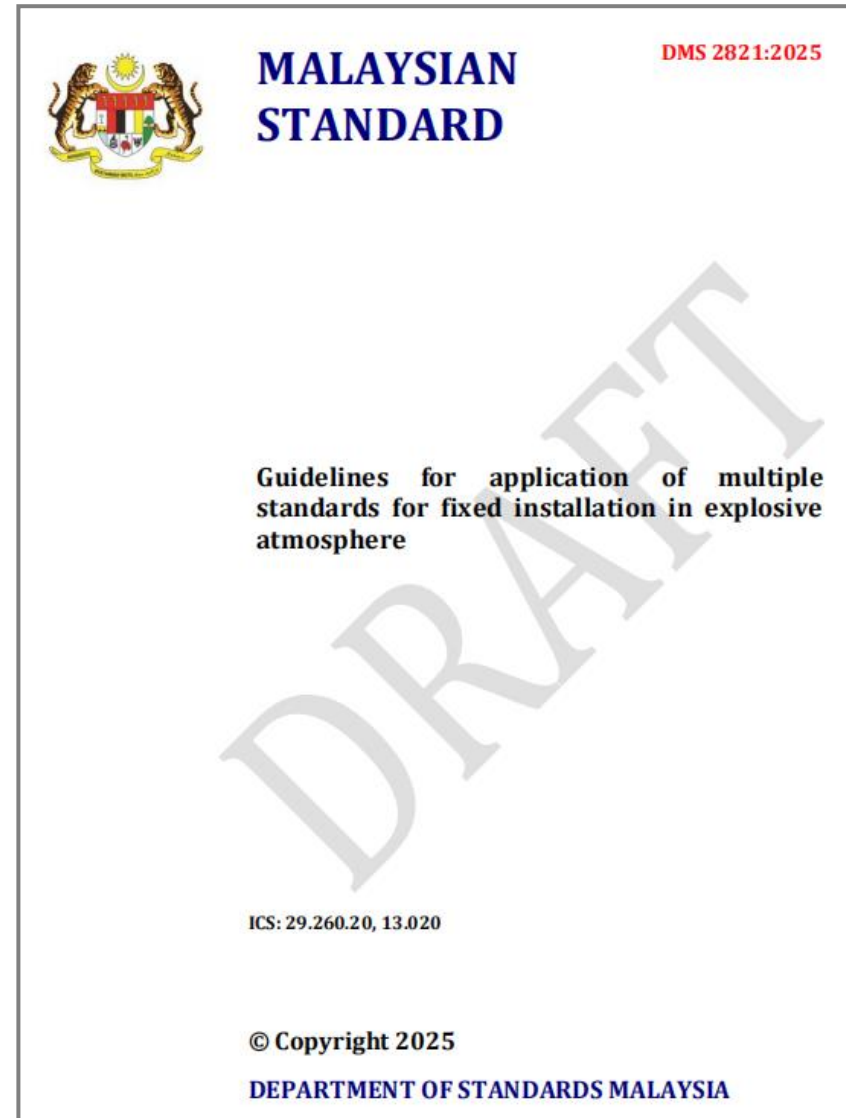 MALAYSIAN
STANDARD
DMS 2821:2025
Guidelines for application of multiple
standards for fixed installation in explosive
atmosphere
DRAFT
ICS: 29.260.20, 13.020
© Copyright 2025
DEPARTMENT OF STANDARDS MALAYSIA